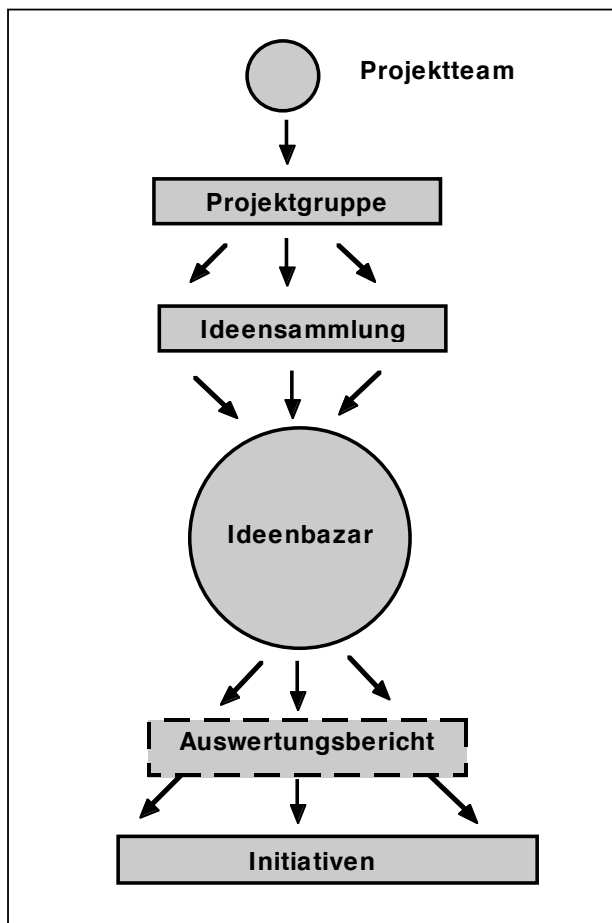 Projektteam
Projektgruppe
Ideensammlung
Ideenbazar
Auswertungsbericht
Initiativen